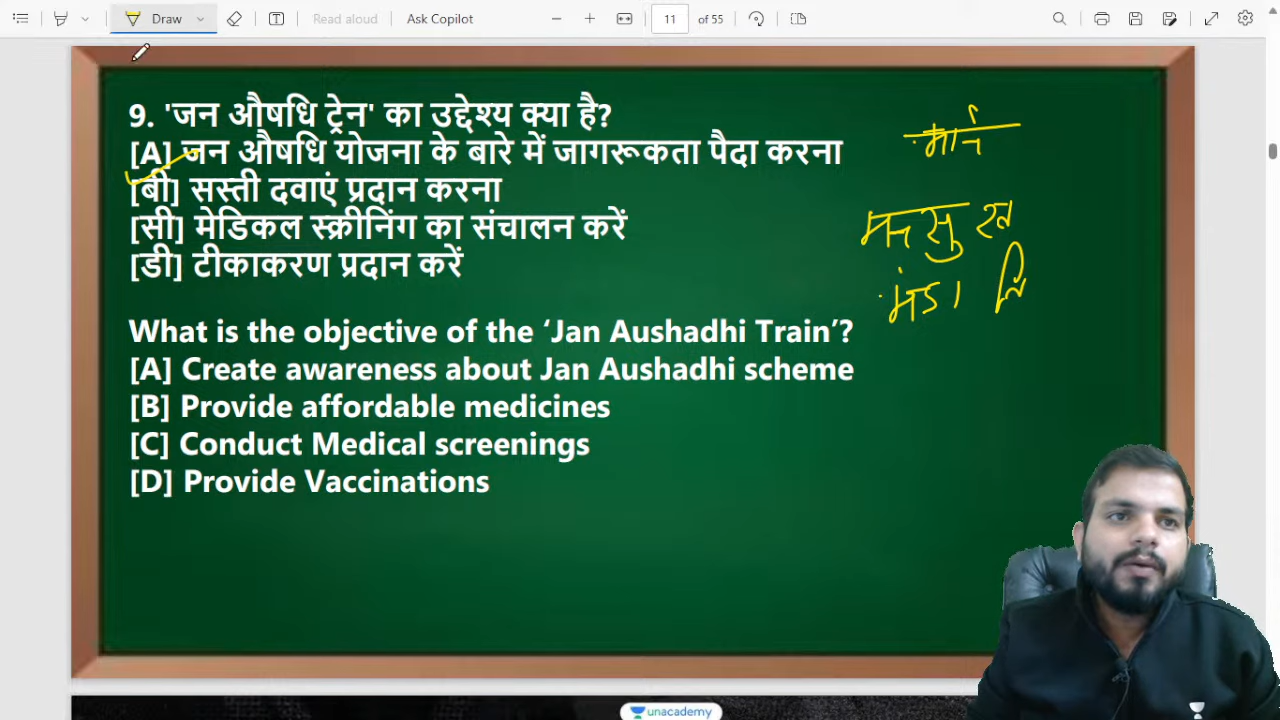 Draw
Read aloud
Ask Copilot
11 of 55
9. 'जन औषधि ट्रेन' का उद्देश्य क्या है?
[A] जन औषधि योजना के बारे में जागरूकता पैदा करना
[बी] सस्ती दवाएं प्रदान करना
[सी] मेडिकल स्क्रीनिंग का संचालन करें
[डी] टीकाकरण प्रदान करें
What is the objective of the ‘Jan Aushadhi Train’?
[A] Create awareness about Jan Aushadhi scheme
[B] Provide affordable medicines
[C] Conduct Medical screenings
[D] Provide Vaccinations
मनसुख
unacademy